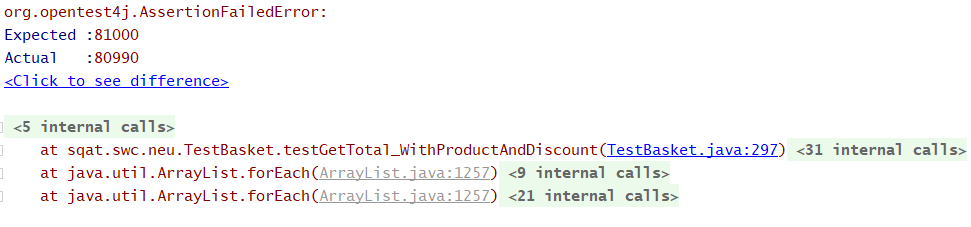 org.opentest4j.AssertionFailedError:
Expected :81000
Actual   :80990
<Click to see difference>
<5 internal calls>
at sqat.swc.neu.TestBasket.testGetTotal_WithProductAndDiscount(TestBasket.java:297) <31 internal calls>
at java.util.ArrayList.forEach(ArrayList.java:1257) <9 internal calls>
at java.util.ArrayList.forEach(ArrayList.java:1257) <21 internal calls>